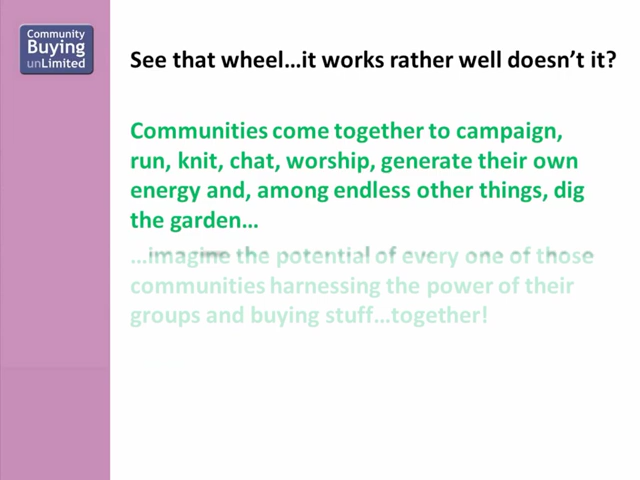 Community
Buying
unLimited
See that wheel…it works rather well doesn’t it?
Communities come together to campaign,
run, knit, chat, worship, generate their own
energy and, among endless other things, dig
the garden…
…imagine the potential of every one of those
communities harnessing the power of their
groups and buying stuff…together!